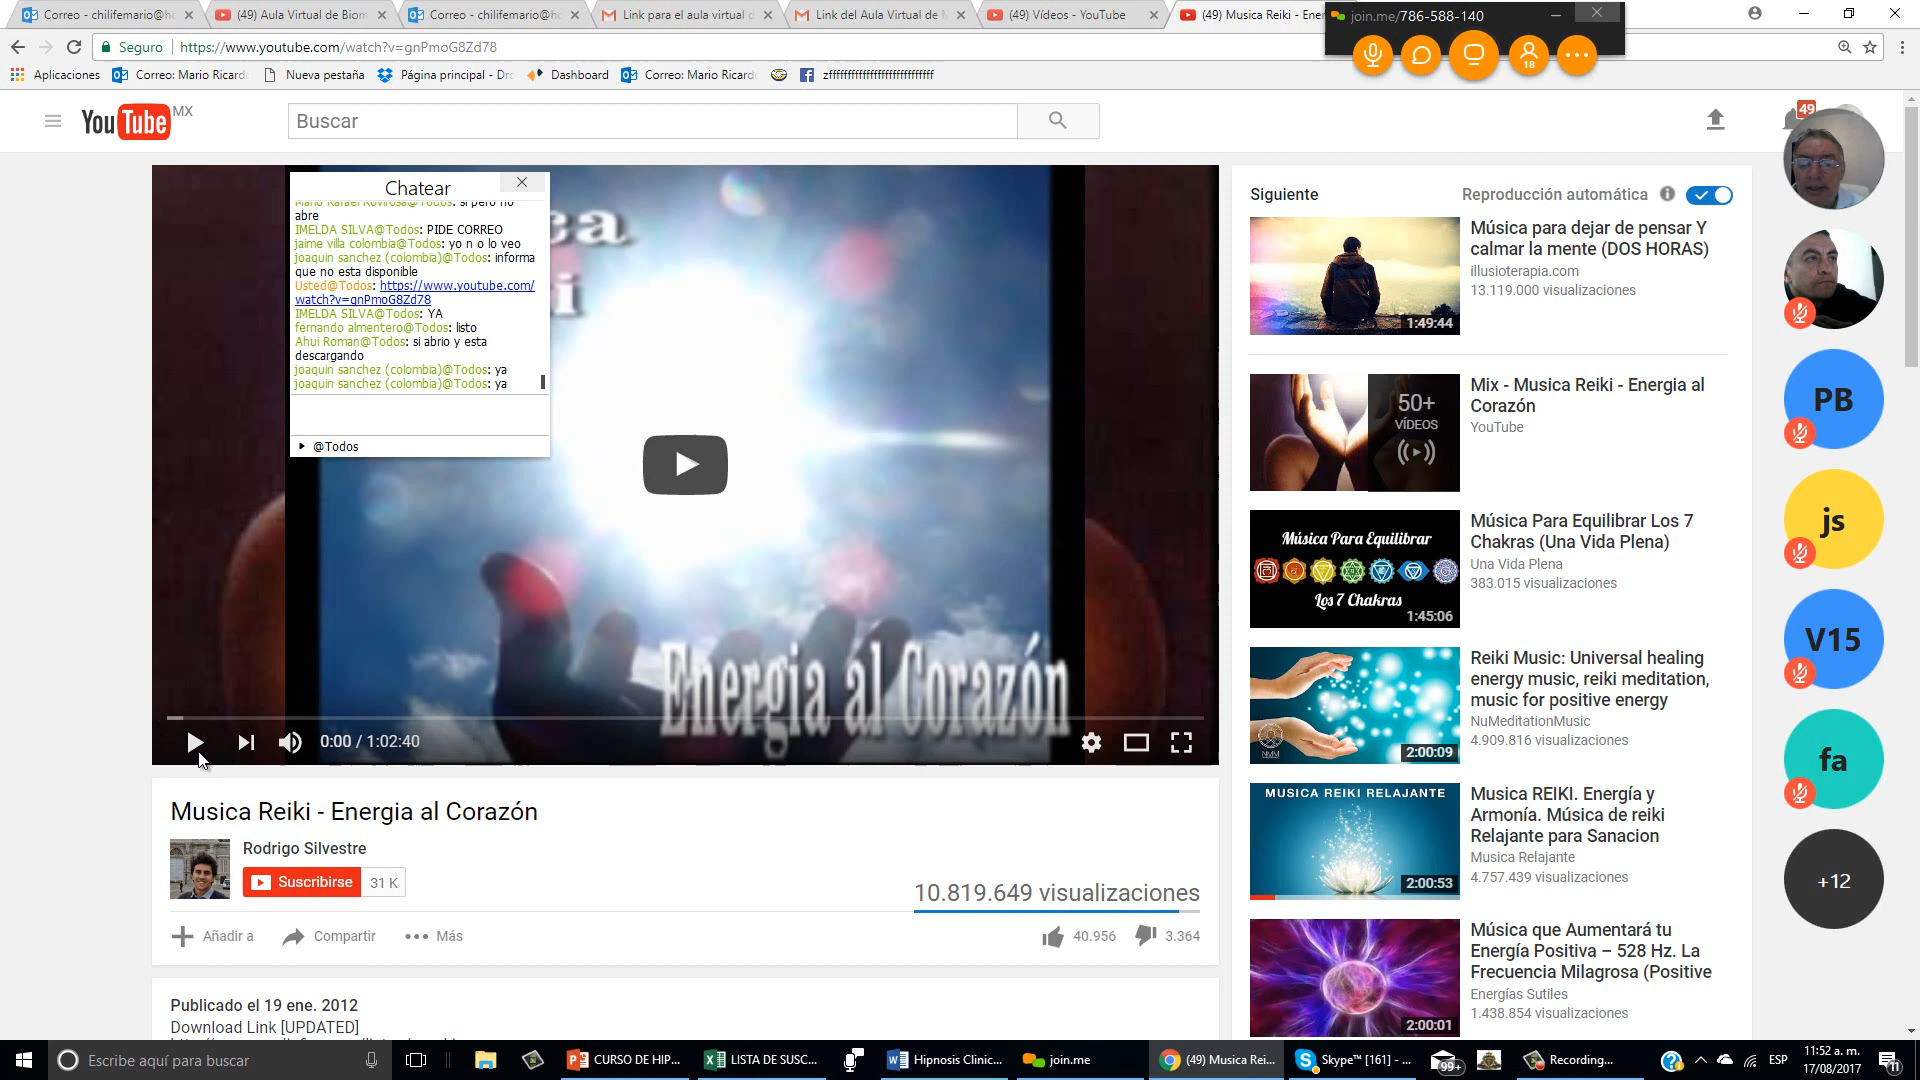 Correo - chilifemario@ho
(49) Aula Virtual de Biom
Correo - chilifemario@h
Link para el aula virtual d
Link del Aula Virtual de
(49) Vídeos - YouTube
(49) Musica Reiki - Ener
join.me/786-588-140
Seguro
https://www.youtube.com/watch?v=gnPmoG8Zd78
18
Aplicaciones
Correo: Mario Ricard
Nueva pestaña
Página principal - Dr
Dashboard
Correo: Mario Ricard
zfffffffffffffffffffffffffff
YouTube MX
Buscar
49
Chatear
Mario Rafael Rovirosa@Todos: si pero no
abre
IMELDA SILVA@Todos: PIDE CORREO
jaime villa colombia@Todos: yo n o lo veo
joaquin sanchez (colombia)@Todos: informa
que no esta disponible
Usted@Todos: https://www.youtube.com/
watch?v=gnPmoG8Zd78
IMELDA SILVA@Todos: YA
fernando almentero@Todos: listo
Ahui Roman@Todos: si abrio y esta
descargando
joaquin sanchez (colombia)@Todos: ya
joaquin sanchez (colombia)@Todos: ya
@Todos
Energia ál Corazón
0:00 / 1:02:40
Musica Reiki - Energia al Corazón
Rodrigo Silvestre
Suscribirse
31 K
10.819.649 visualizaciones
Añadir a
Compartir
Más
40.956
3.364
Publicado el 19 ene. 2012
Download Link [UPDATED]
Siguiente
Reproducción automática
Música para dejar de pensar Y
calmar la mente (DOS HORAS)
illusioterapia.com
13.119.000 visualizaciones
1:49:44
50+
VÍDEOS
Mix - Musica Reiki - Energia al
Corazón
YouTube
Música Para Equilibrar
Los 7 Chakras
1:45:06
Música Para Equilibrar Los 7
Chakras (Una Vida Plena)
Una Vida Plena
383.015 visualizaciones
NMM
2:00:09
Reiki Music: Universal healing
energy music, reiki meditation,
music for positive energy
NuMeditationMusic
4.909.816 visualizaciones
MUSICA REIKI RELAJANTE
2:00:53
Musica REIKI. Energía y
Armonía. Música de reiki
Relajante para Sanacion
Musica Relajante
4.757.439 visualizaciones
2:00:01
Música que Aumentará tu
Energía Positiva – 528 Hz. La
Frecuencia Milagrosa (Positive
Energías Sutiles
1.438.854 visualizaciones
PB
js
V15
fa
+12
Escribe aquí para buscar
CURSO DE HIP...
LISTA DE SUSC...
Hipnosis Clinic...
join.me
(49) Musica Rei...
Skype™ [161] - ...
99+
Recording...
ESP
11:52 a. m.
17/08/2017
11